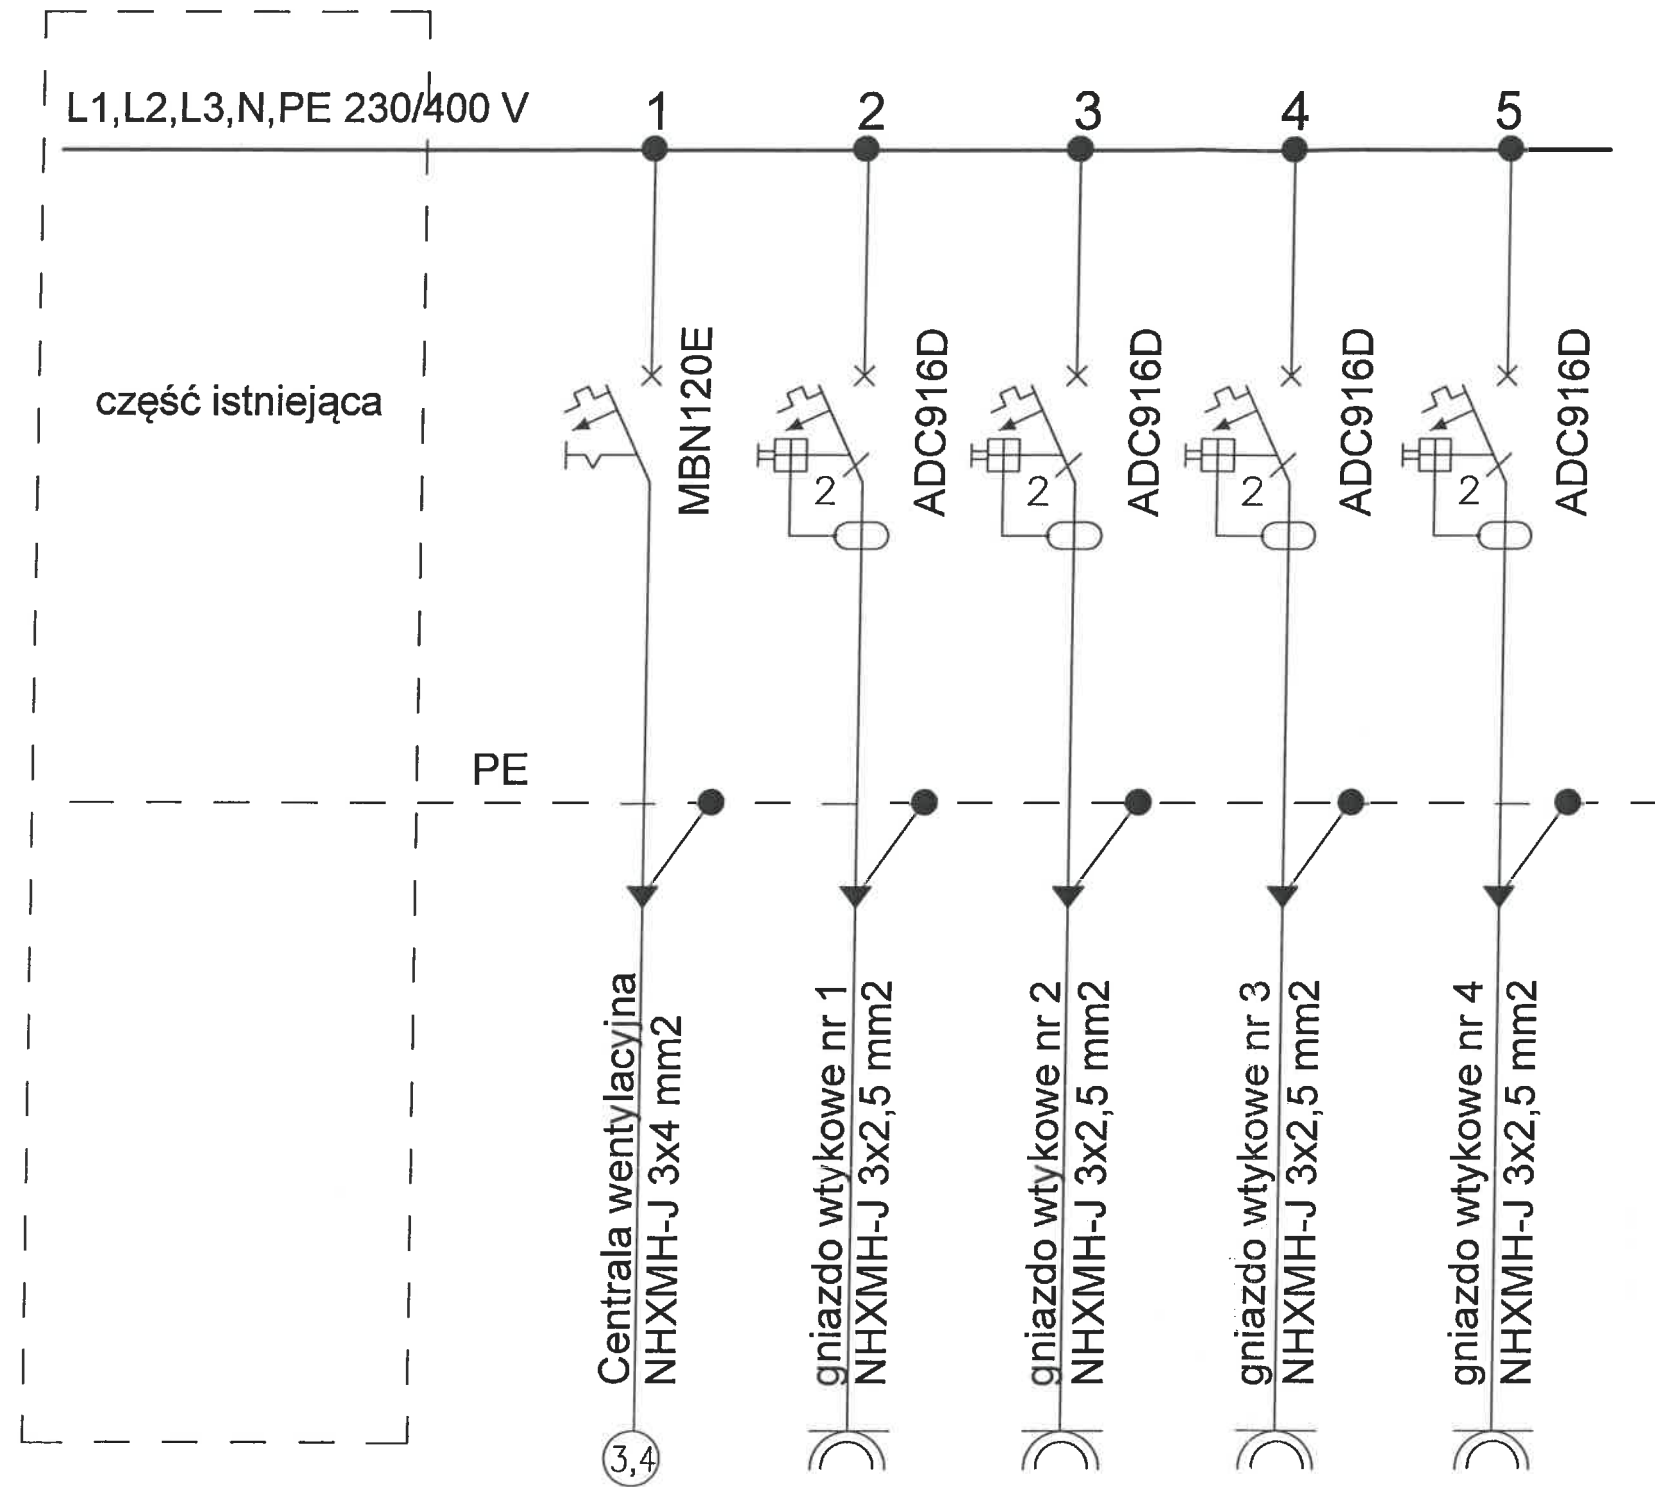 L1,L2,L3,N,PE 230/400 V
1
2
3
4
5
część istniejąca
MBN120E
ADC916D
ADC916D
ADC916D
ADC916D
2
2
2
2
PE
Centrala wentylacyjna
NHXMH-J 3x4 mm2
gniazdo wtykowe nr 1
NHXMH-J 3x2,5 mm2
gniazdo wtykowe nr 2
NHXMH-J 3x2,5 mm2
gniazdo wtykowe nr 3
NHXMH-J 3x2,5 mm2
gniazdo wtykowe nr 4
NHXMH-J 3x2,5 mm2
3,4